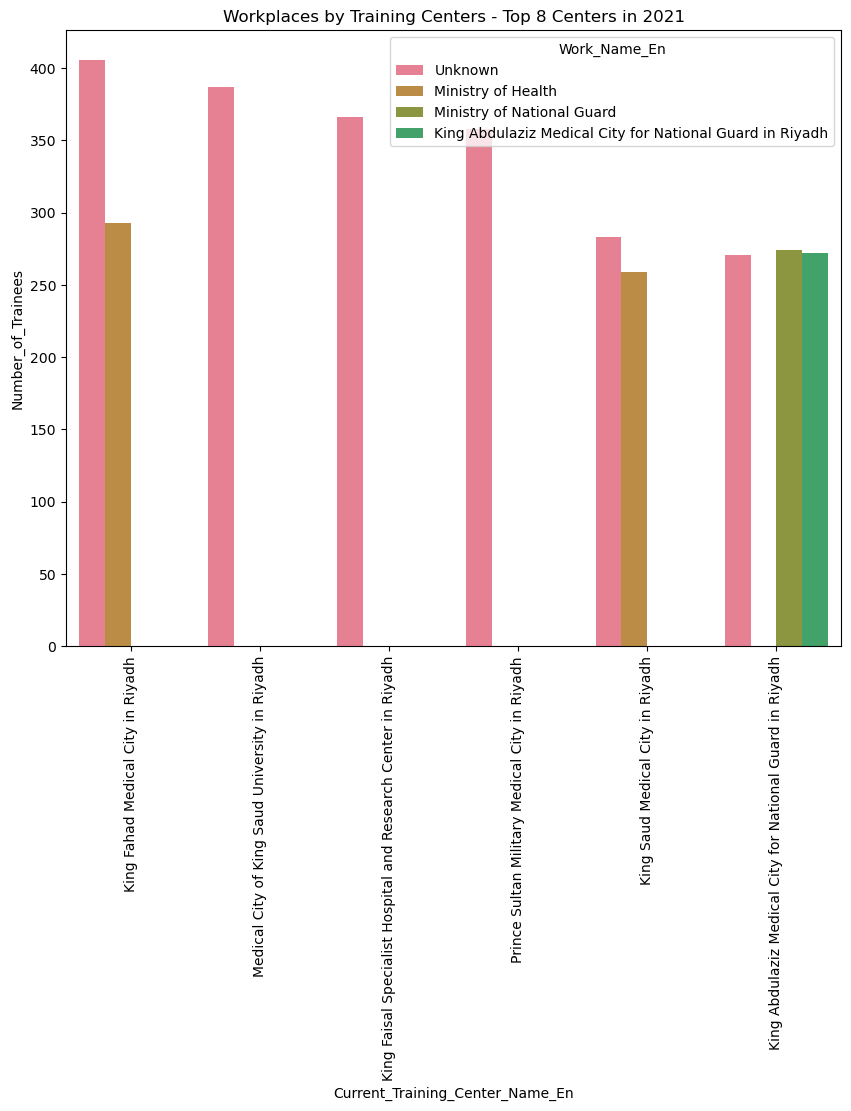 Workplaces by Training Centers - Top 8 Centers in 2021
Work_Name_En
Unknown
Ministry of Health
Ministry of National Guard
King Abdulaziz Medical City for National Guard in Riyadh
Number_of_Trainees
400
350
300
250
200
150
100
50
0
King Fahad Medical City in Riyadh
Medical City of King Saud University in Riyadh
King Faisal Specialist Hospital and Research Center in Riyadh
Prince Sultan Military Medical City in Riyadh
King Saud Medical City in Riyadh
King Abdulaziz Medical City for National Guard in Riyadh
Current_Training_Center_Name_En